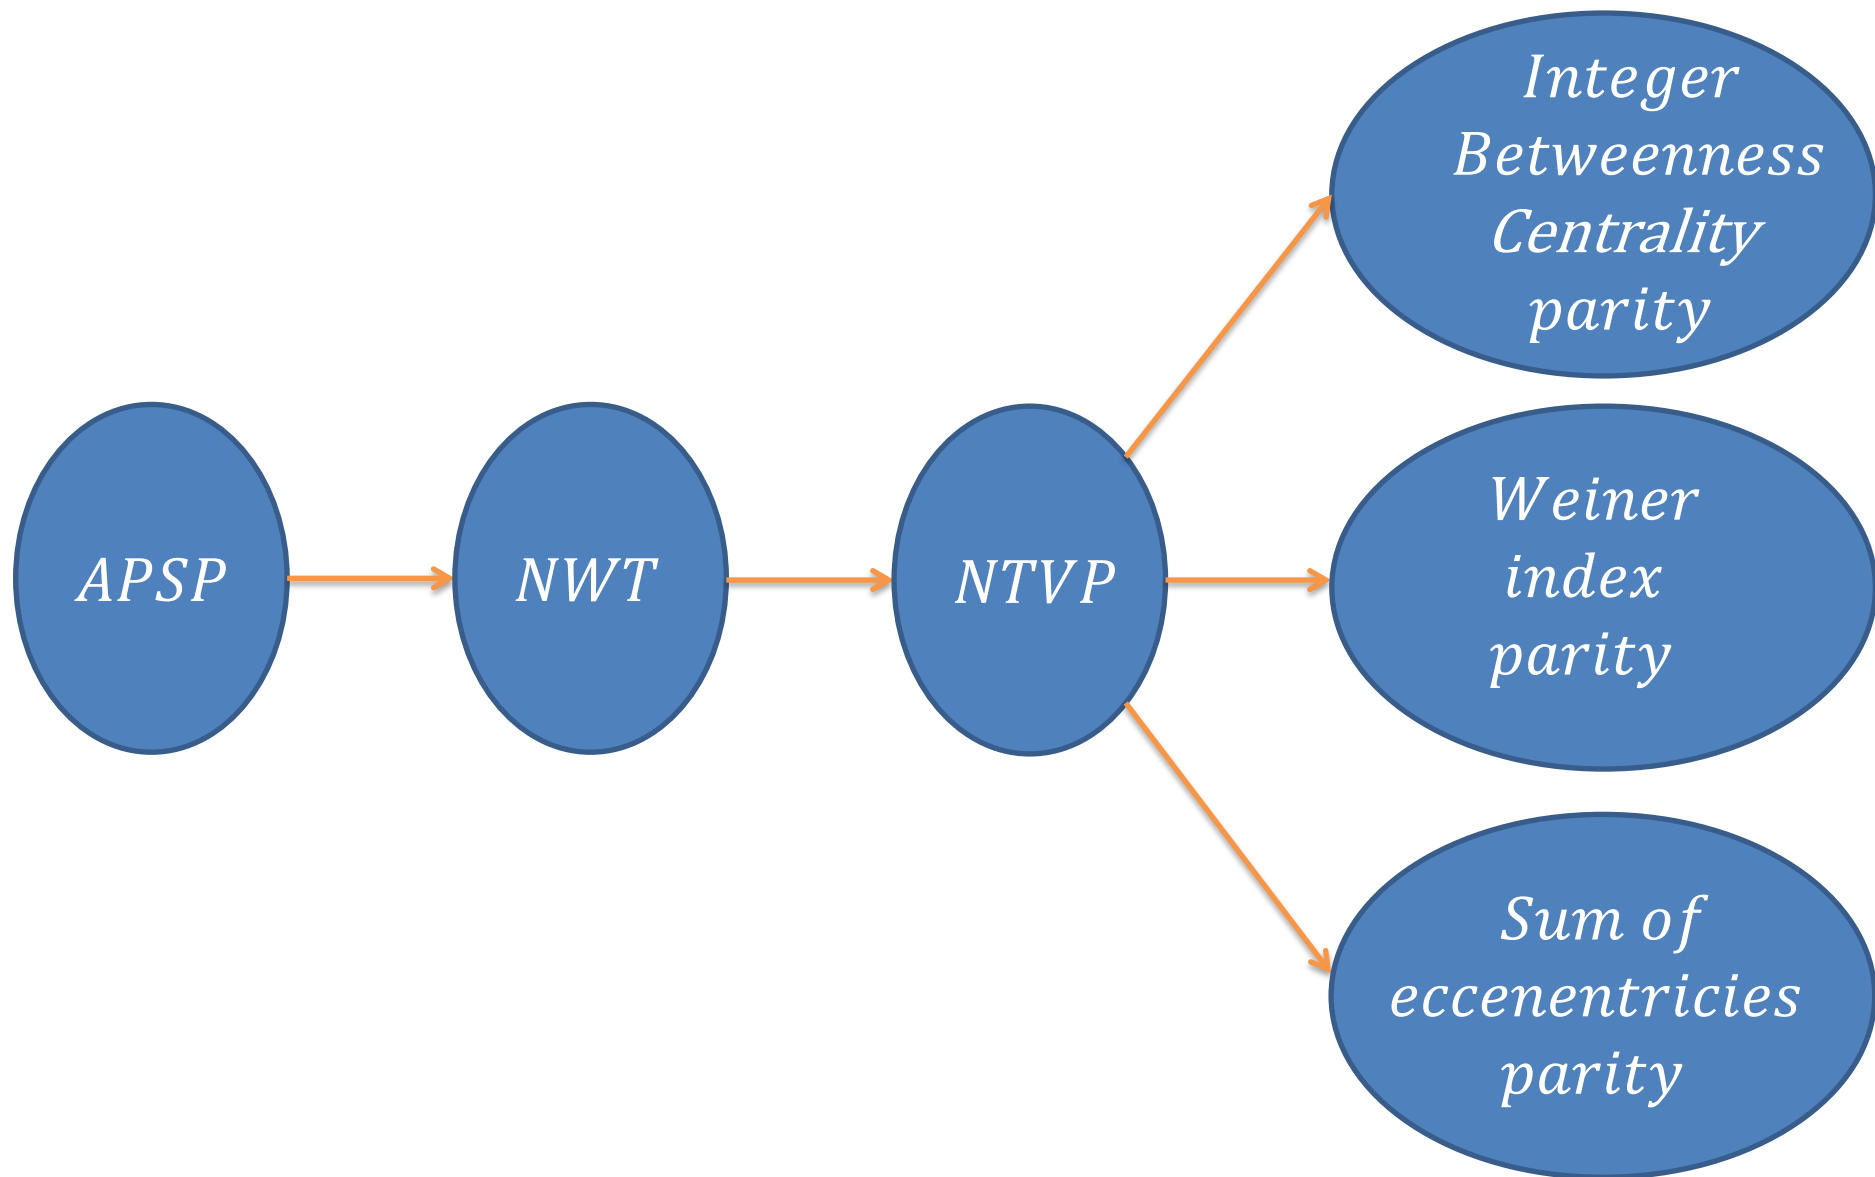 APSP
NWT
NTVP
Integer
Betweenness
Centrality
parity
Weiner
index
parity
Sum of
eccenentricies
parity